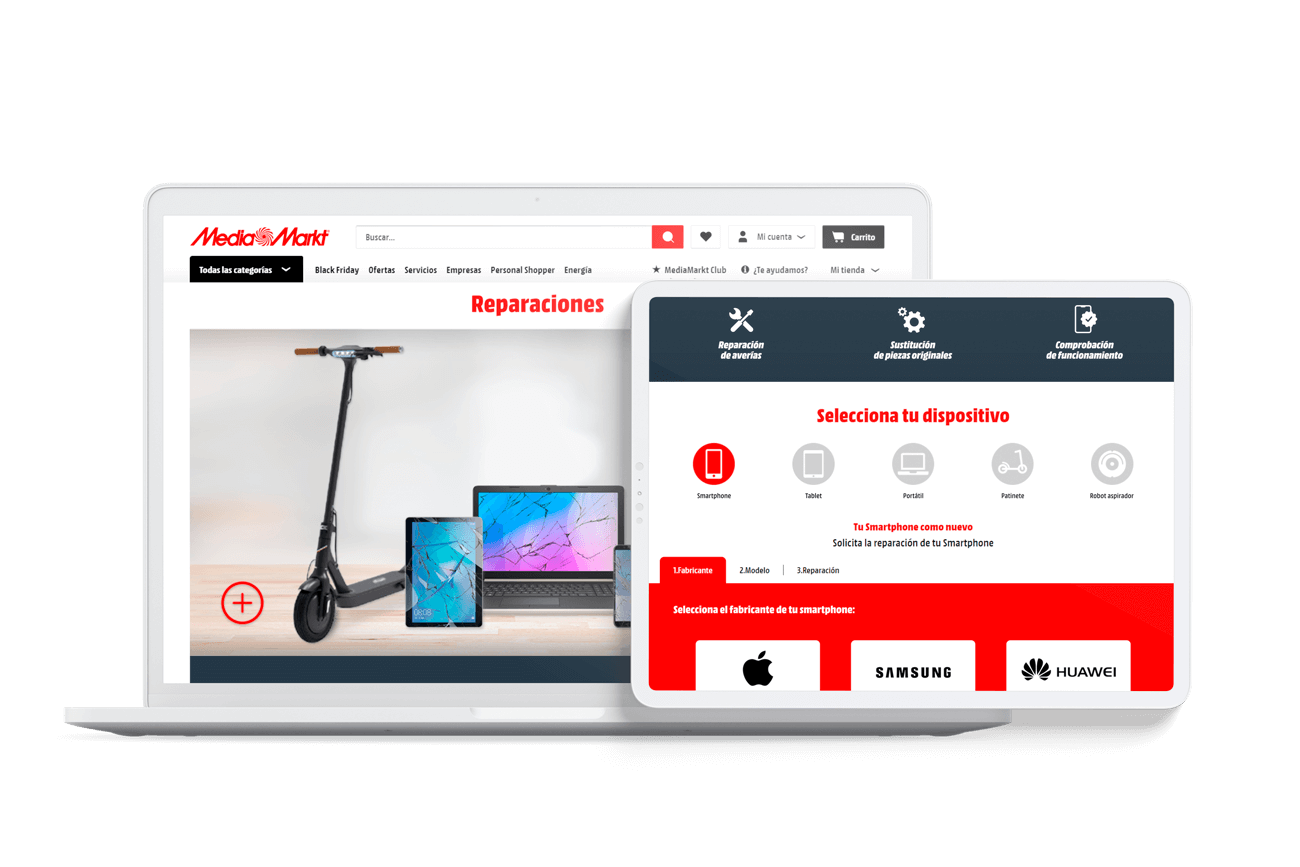 MediaMarkt
Buscar...
Mi cuenta
Carrito
Todas las categorías
Black Friday
Ofertas
Servicios
Empresas
Personal Shopper
Energía
MediaMarkt Club
¿Te ayudamos?
Mi tienda
Reparaciones
08:08
Reparación
de averías
Sustitución
de piezas originales
Comprobación
de funcionamiento
Selecciona tu dispositivo
Smartphone
Tablet
Portátil
Patinete
Robot aspirador
Tu Smartphone como nuevo
Solicita la reparación de tu Smartphone
1.Fabricante
2.Modelo
3.Reparación
Selecciona el fabricante de tu smartphone:
SAMSUNG
HUAWEI